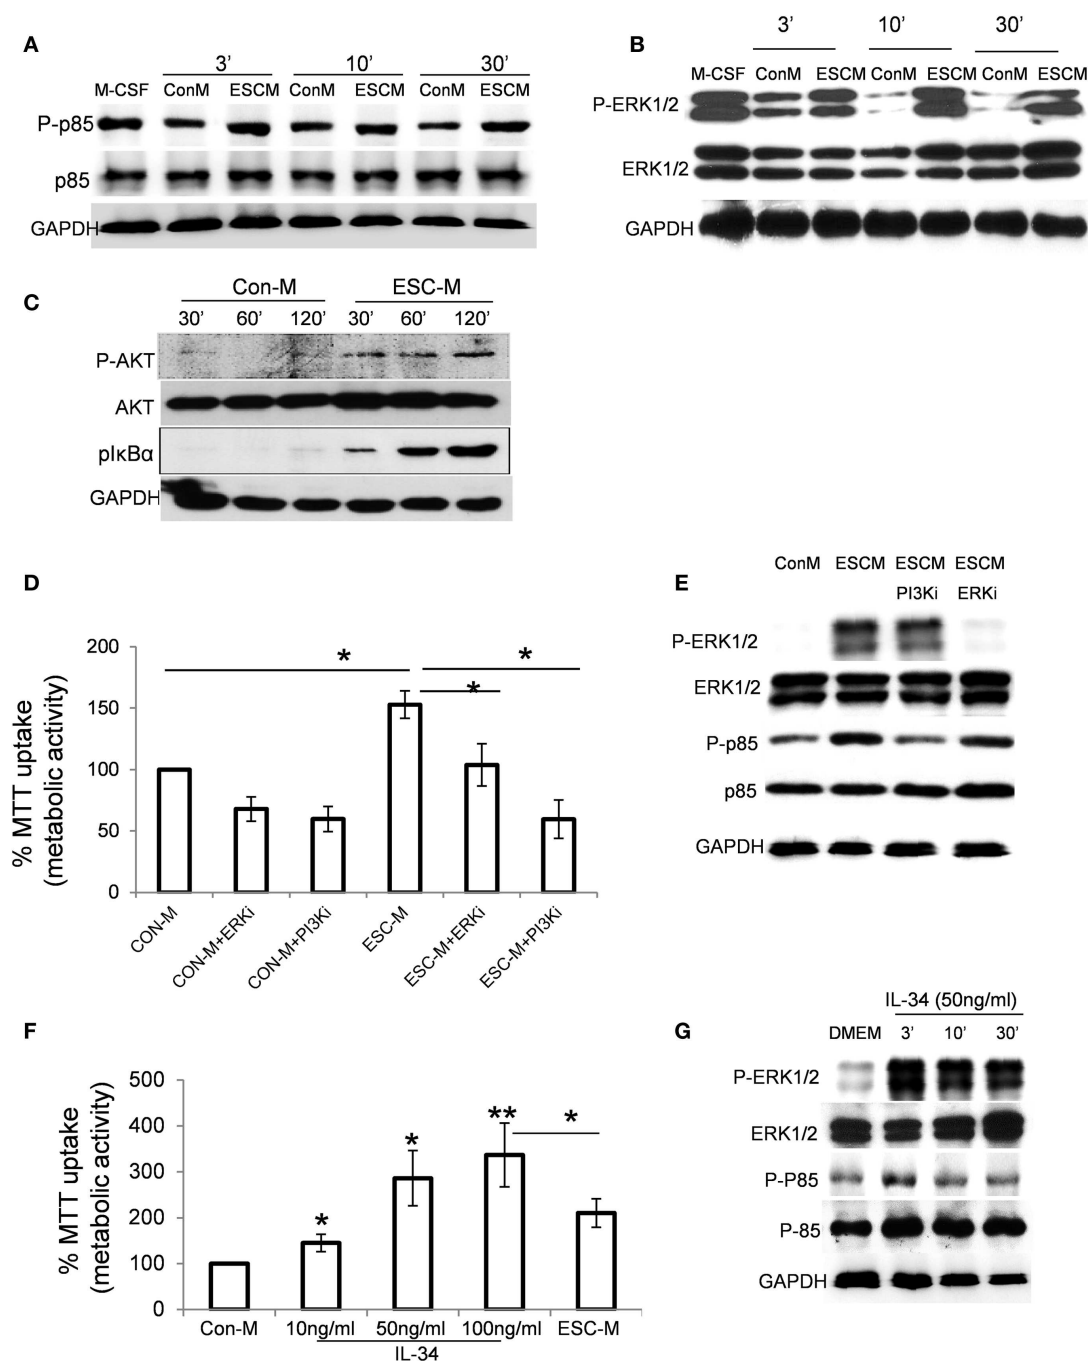 A
3’ 10’ 30’
M-CSF ConM ESCM ConM ESCM ConM ESCM
P-p85
p85
GAPDH
B
3’ 10’ 30’
M-CSF ConM ESCM ConM ESCM ConM ESCM
P-ERK1/2
ERK1/2
GAPDH
C
Con-M ESC-M
30’ 60’ 120’ 30’ 60’ 120’
P-AKT
AKT
pIκBα
GAPDH
D
% MTT uptake
(metabolic activity)
200
150
100
50
0
* * *
CON-M CON-M+ERKi CON-M+PI3Ki ESC-M ESC-M+ERKi ESC-M+PI3Ki
E
ConM ESCM ESCM ESCM
PI3Ki ERKi
P-ERK1/2
ERK1/2
P-p85
p85
GAPDH
F
% MTT uptake
(metabolic activity)
500
400
300
200
100
0
* * ** *
Con-M 10ng/ml 50ng/ml 100ng/ml ESC-M
IL-34
G
IL-34 (50ng/ml)
DMEM 3’ 10’ 30’
P-ERK1/2
ERK1/2
P-P85
P-85
GAPDH